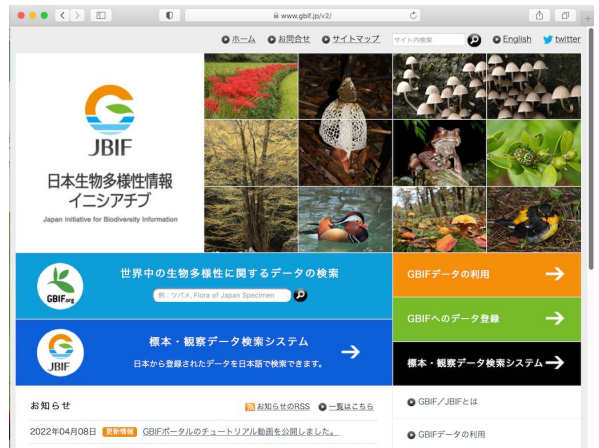 www.gbif.jp/v2/
ホーム お問合せ サイトマップ サイト内検索 English twitter
JBIF
日本生物多様性情報
イニシアチブ
Japan Initiative for Biodiversity Information
世界中の生物多様性に関するデータの検索
GBIF.org
例：ツバメ, Flora of Japan Specimen
GBIFデータの利用
GBIFへのデータ登録
標本・観察データ検索システム
日本から登録されたデータを日本語で検索できます。
JBIF
標本・観察データ検索システム
お知らせ お知らせのRSS 一覧はこちら
GBIF／JBIFとは
2022年04月08日 更新情報 GBIFポータルのチュートリアル動画を公開しました。
GBIFデータの利用